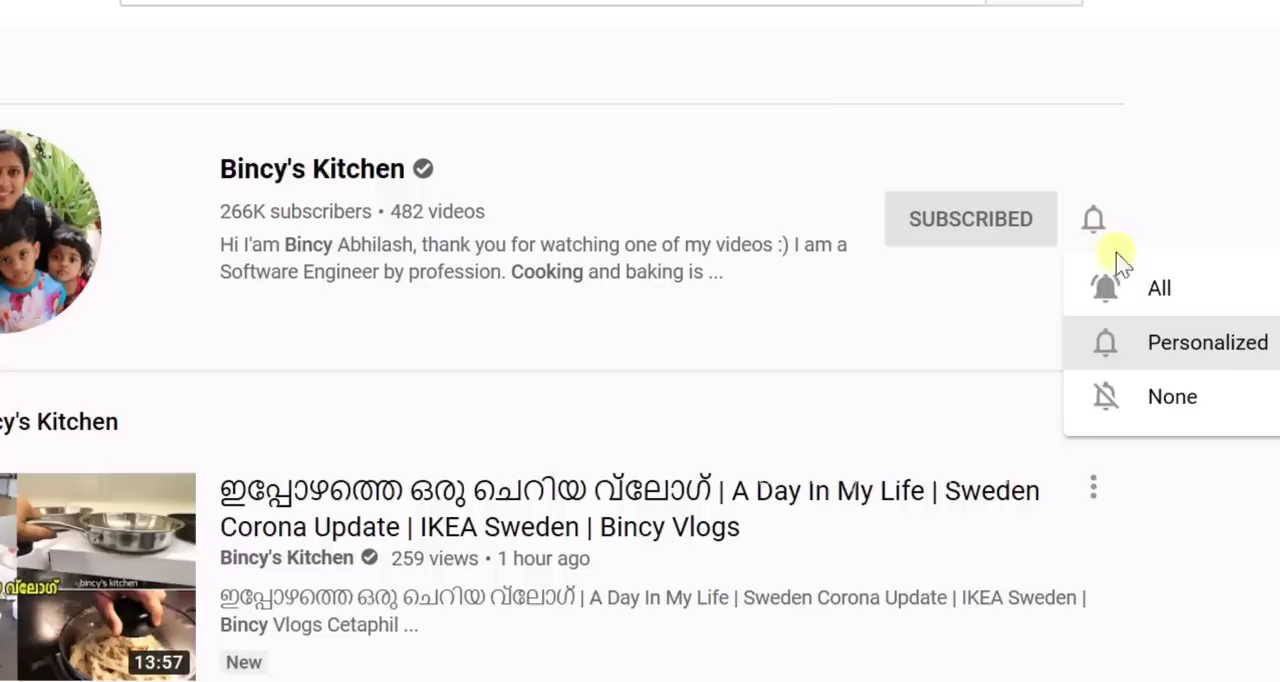 Bincy's Kitchen
266K subscribers • 482 videos
SUBSCRIBED
Hi I'am Bincy Abhilash, thank you for watching one of my videos :) I am a
Software Engineer by profession. Cooking and baking is ...
All
Personalized
None
cy's Kitchen
ഇപ്പോഴത്തെ ഒരു ചെറിയ വ്ലോഗ് | A Day In My Life | Sweden
Corona Update | IKEA Sweden | Bincy Vlogs
Bincy's Kitchen 259 views • 1 hour ago
bincy's kitchen
വ്ലോഗ്
ഇപ്പോഴത്തെ ഒരു ചെറിയ വ്ലോഗ് | A Day In My Life | Sweden Corona Update | IKEA Sweden |
Bincy Vlogs Cetaphil ...
13:57
New